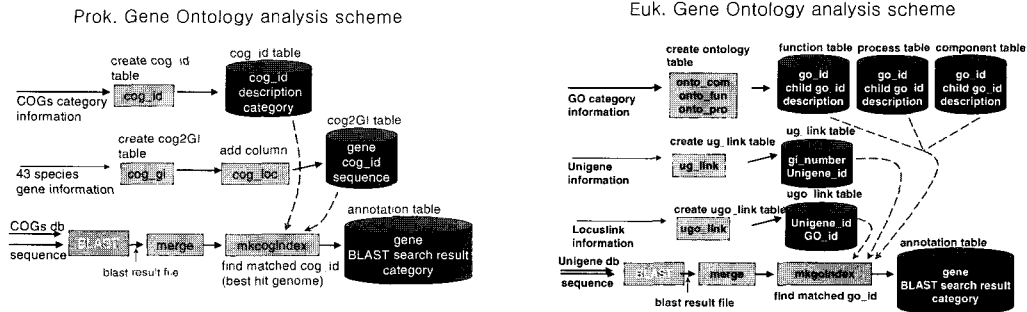 Prok. Gene Ontology analysis scheme
create cog_id
table
cog_id
COGs category
information
cog_id table
cog_id
description
category
create cog2GI
table
43 species
gene information
cog_gi
add column
cog_loc
cog2GI table
gene
cog_id
sequence
COGs db
sequence
BLAST
blast result file
merge
mkcogIndex
find matched cog_id
(best hit genome)
annotation table
gene
BLAST search result
category
Euk. Gene Ontology analysis scheme
create ontology
table
GO category
information
onto_com
onto_fun
onto_pro
function table
go_id
child go_id
description
process table
go_id
child go_id
description
component table
go_id
child go_id
description
create ug_link table
Unigene
information
ug_link
ug_link table
gi_number
Unigene_id
create ugo_link table
Locuslink
information
ugo_link
ugo_link table
Unigene_id
GO_id
Unigene db
sequence
BLAST
blast result file
merge
mkgoIndex
find matched go_id
annotation table
gene
BLAST search result
category